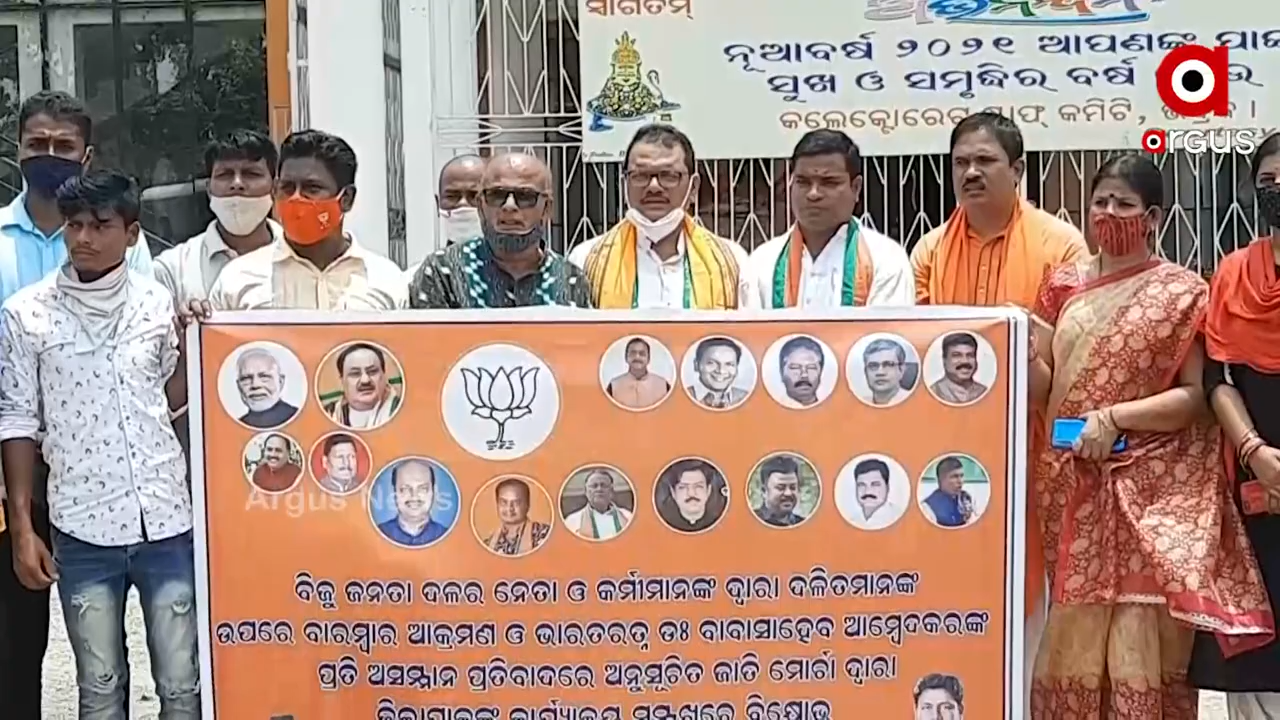 ସ୍ୱାଗତମ୍
ନୂଆବର୍ଷ ୨୦୨୧ ଆପଣଙ୍କ
ସୁଖ ଓ ସମୃଦ୍ଧିର ବର୍ଷ
କଲେକ୍ଟୋରେଟ୍ ଷ୍ଟାଫ୍ କମିଟି,
argus
Argus News
ବିଜୁ ଜନତା ଦଳର ନେତା ଓ କର୍ମୀମାନଙ୍କ ଦ୍ୱାରା ଦଳିତମାନଙ୍କ
ଉପରେ ବାରମ୍ବାର ଆକ୍ରମଣ ଓ ଭାରତରତ୍ନ ଡଃ ବାବାସାହେବ ଆମ୍ବେଦକରଙ୍କ
ପ୍ରତି ଅସମ୍ମାନ ପ୍ରତିବାଦରେ ଅନୁସୂଚିତ ଜାତି ମୋର୍ଚା ଦ୍ୱାରା
ଜିଲାପାଳଙ୍କ କାର୍ଯ୍ୟାଳୟ ସମ୍ମୁଖରେ ବିକ୍ଷୋଭ